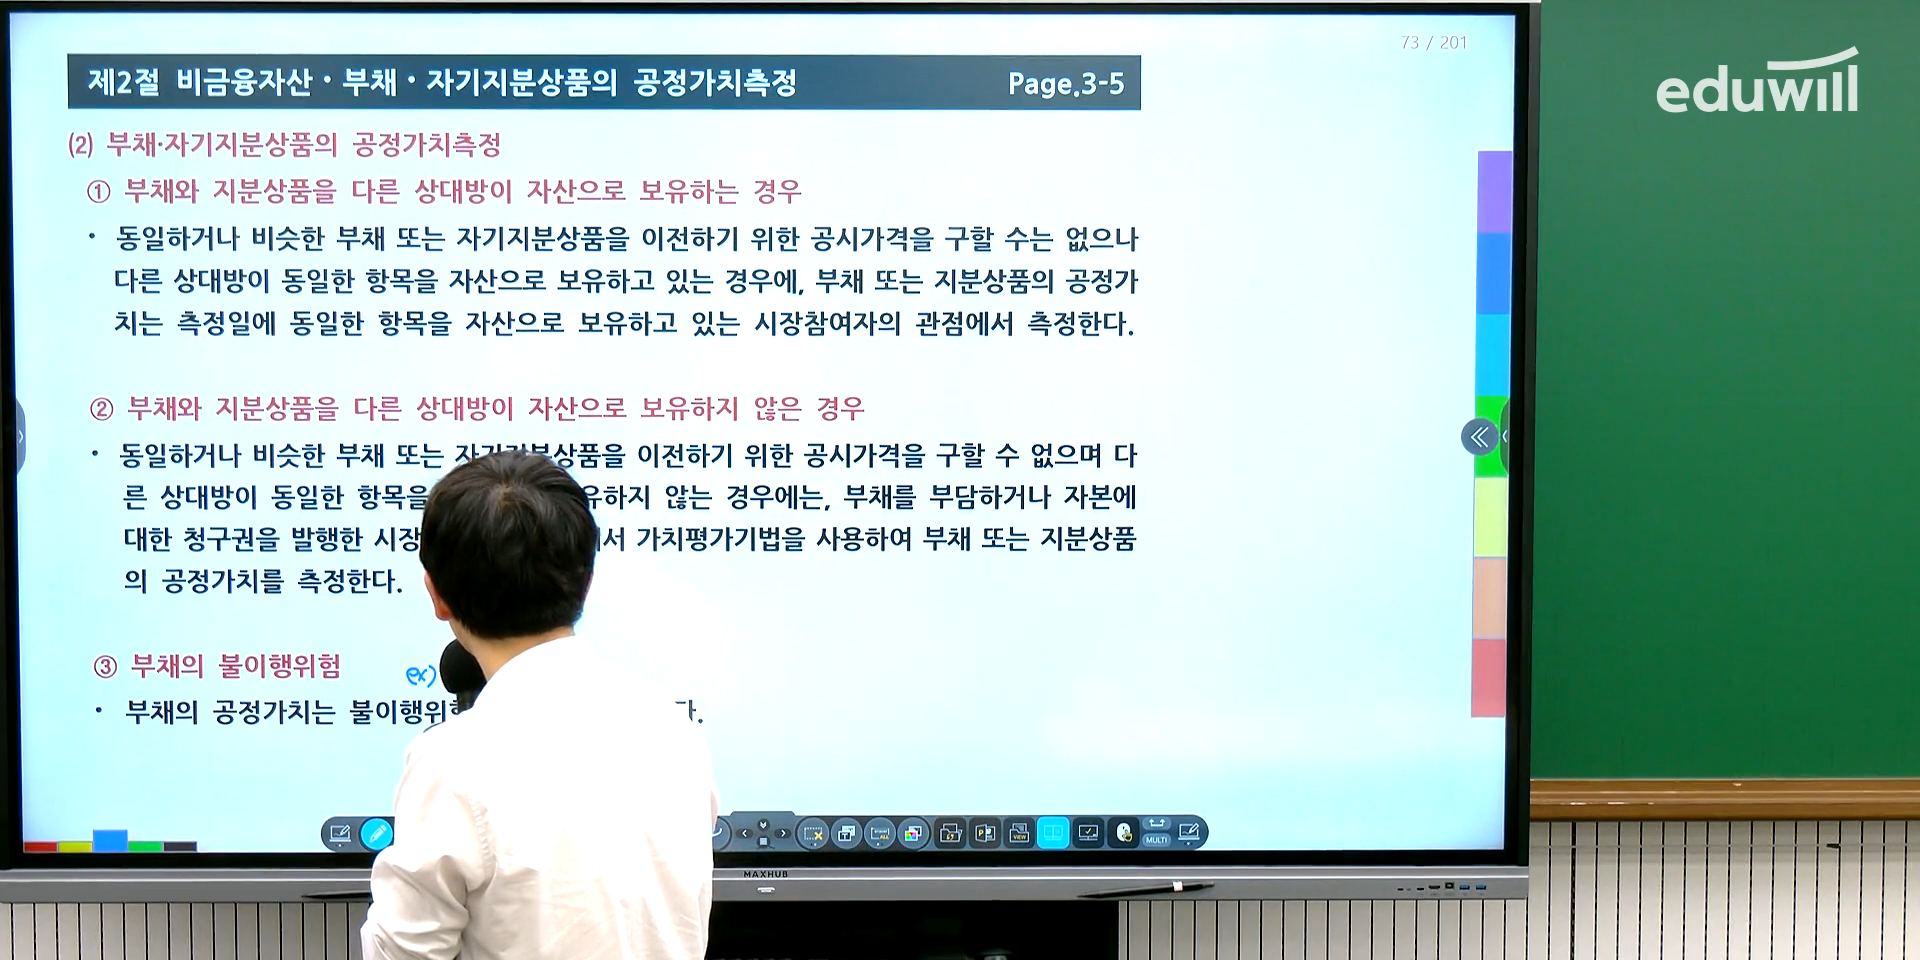 73 / 201
eduwill
제2절 비금융자산·부채·자기지분상품의 공정가치측정 Page.3-5
(2) 부채·자기지분상품의 공정가치측정
① 부채와 지분상품을 다른 상대방이 자산으로 보유하는 경우
• 동일하거나 비슷한 부채 또는 자기지분상품을 이전하기 위한 공시가격을 구할 수는 없으나
다른 상대방이 동일한 항목을 자산으로 보유하고 있는 경우에, 부채 또는 지분상품의 공정가
치는 측정일에 동일한 항목을 자산으로 보유하고 있는 시장참여자의 관점에서 측정한다.
② 부채와 지분상품을 다른 상대방이 자산으로 보유하지 않은 경우
• 동일하거나 비슷한 부채 또는 자기지분상품을 이전하기 위한 공시가격을 구할 수 없으며 다
른 상대방이 동일한 항목을 유하지 않는 경우에는, 부채를 부담하거나 자본에
대한 청구권을 발행한 시장 서 가치평가기법을 사용하여 부채 또는 지분상품
의 공정가치를 측정한다.
③ 부채의 불이행위험 ex)
• 부채의 공정가치는 불이행위 다.
MULTI
MAXHUB